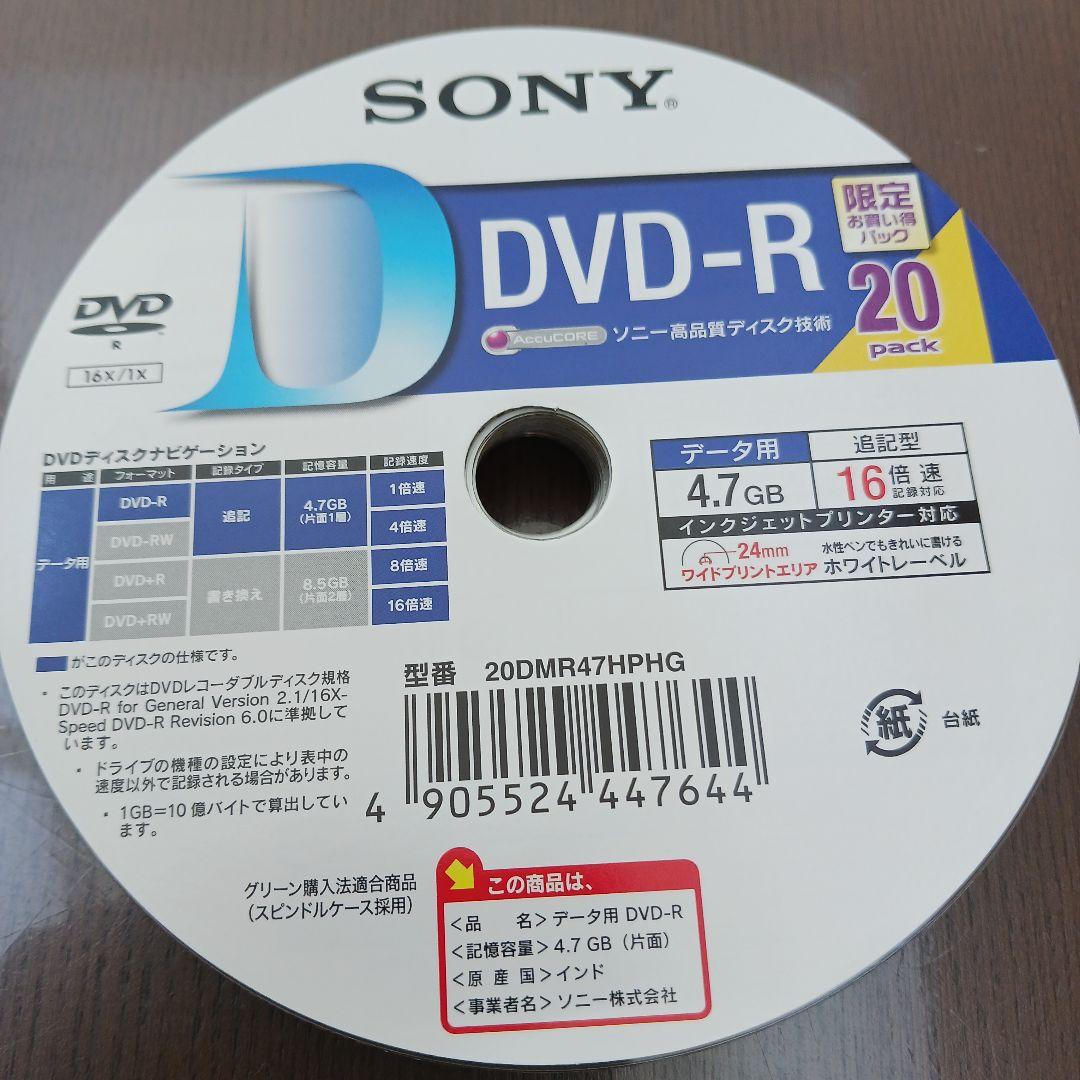 SONY®
DVD-R
限定
お買い得
パック
20
pack
AccuCORE ソニー高品質ディスク技術
DVD
R
16X/1X
DVDディスクナビゲーション
用途 フォーマット 記録タイプ 記憶容量 記録速度
データ用
DVD-R
DVD-RW
DVD+R
DVD+RW
追記
書き換え
4.7GB
(片面1層)
8.5GB
(片面2層)
1倍速
4倍速
8倍速
16倍速
がこのディスクの仕様です。
・このディスクはDVDレコーダブルディスク規格
DVD-R for General Version 2.1/16X-
Speed DVD-R Revision 6.0に準拠して
います。
・ドライブの機種の設定により表中の
速度以外で記録される場合があります。
・1GB=10億バイトで算出してい
ます。
データ用
4.7GB
追記型
16倍速
記録対応
インクジェットプリンター対応
24mm
ワイドプリントエリア
水性ペンでもきれいに書ける
ホワイトレーベル
型番 20DMR47HPHG
4 905524 447644
紙 台紙
グリーン購入法適合商品
(スピンドルケース採用)
この商品は、
<品 名>データ用 DVD-R
<記憶容量>4.7 GB(片面)
<原産国>インド
<事業者名>ソニー株式会社